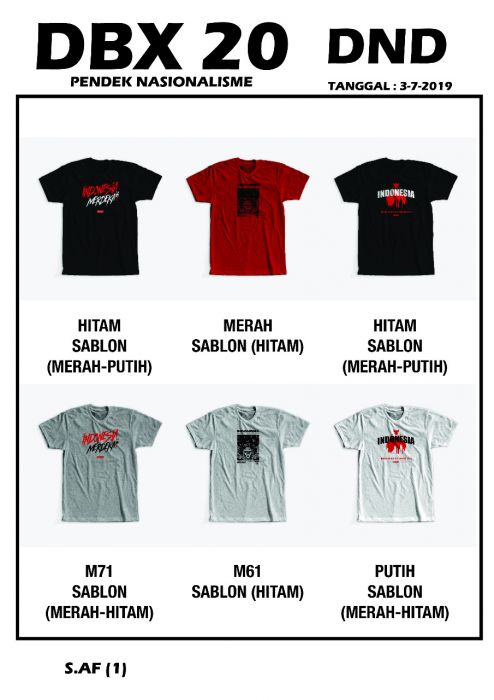 DBX 20 DND
PENDEK NASIONALISME
TANGGAL : 3-7-2019
INDONESIA
MERDEKA
INDONESIA
HITAM
SABLON
(MERAH-PUTIH)
MERAH
SABLON (HITAM)
HITAM
SABLON
(MERAH-PUTIH)
INDONESIA
MERDEKA
INDONESIA
M71
SABLON
(MERAH-HITAM)
M61
SABLON (HITAM)
PUTIH
SABLON
(MERAH-HITAM)
S.AF (1)